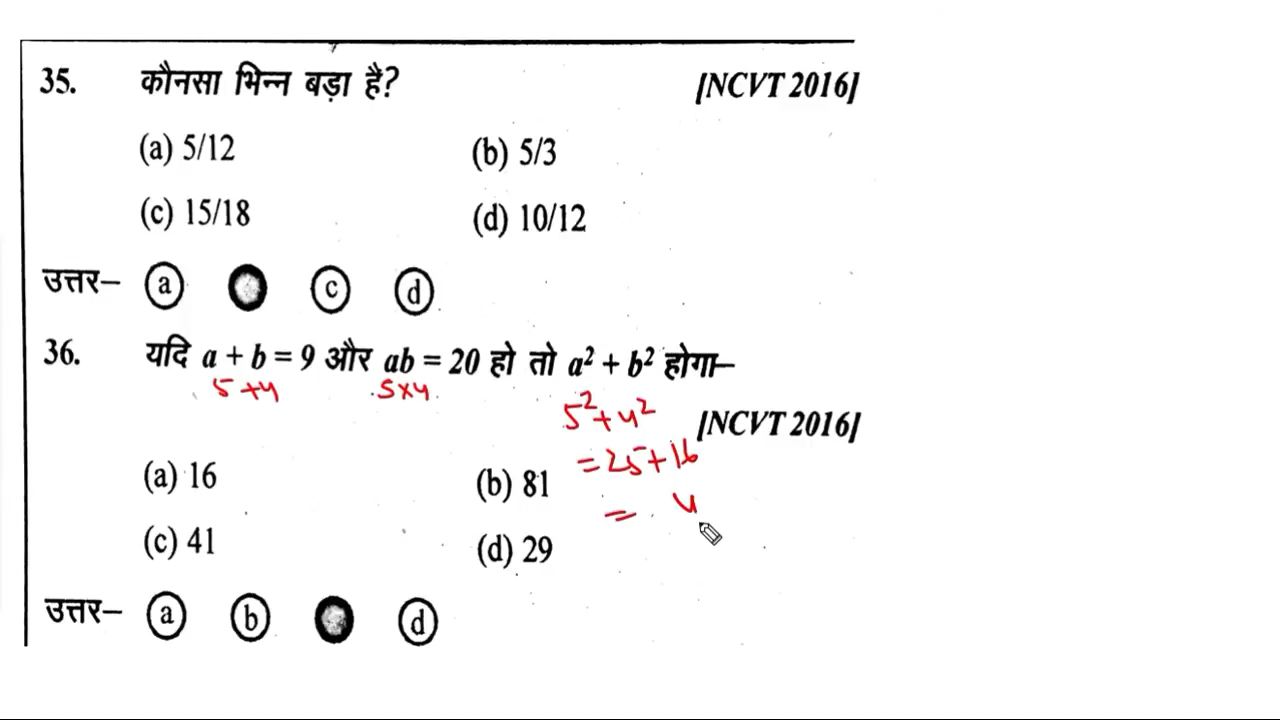 35. कौनसा भिन्न बड़ा है? [NCVT 2016]
(a) 5/12 (b) 5/3
(c) 15/18 (d) 10/12
उत्तर– a c d
36. यदि a + b = 9 और ab = 20 हो तो a² + b² होगा–
5+4 5×4
5²+4²
[NCVT 2016]
=25+16
(a) 16 (b) 81
=
(c) 41 (d) 29
उत्तर– a b d